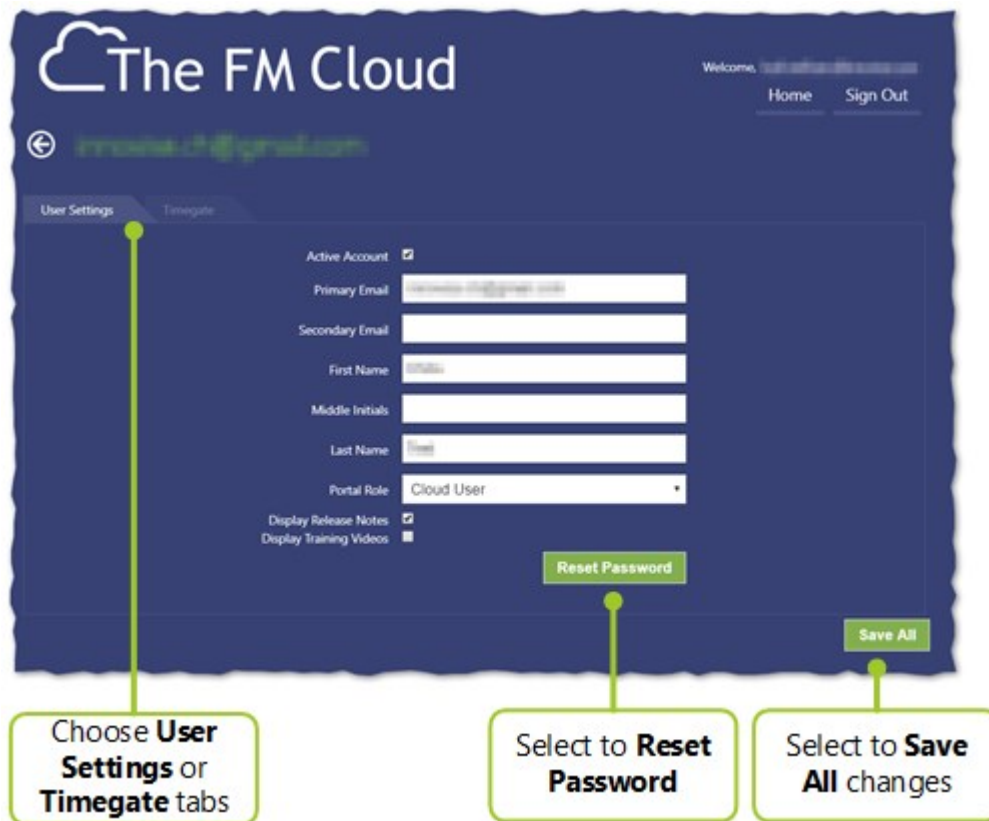 The FM Cloud
Welcome,
Home Sign Out
User Settings Timegate
Active Account
Primary Email
Secondary Email
First Name
Middle Initials
Last Name
Portal Role Cloud User
Display Release Notes
Display Training Videos
Reset Password
Save All
Choose User
Settings or
Timegate tabs
Select to Reset
Password
Select to Save
All changes